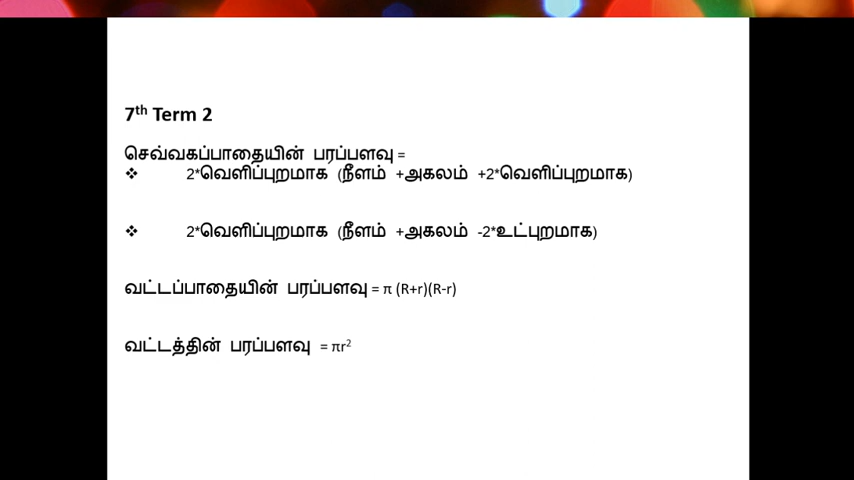 7th Term 2
செவ்வகப்பாதையின் பரப்பளவு =
❖ 2*வெளிப்புறமாக (நீளம் +அகலம் +2*வெளிப்புறமாக)
❖ 2*வெளிப்புறமாக (நீளம் +அகலம் -2*உட்புறமாக)
வட்டப்பாதையின் பரப்பளவு = π (R+r)(R-r)
வட்டத்தின் பரப்பளவு = πr²